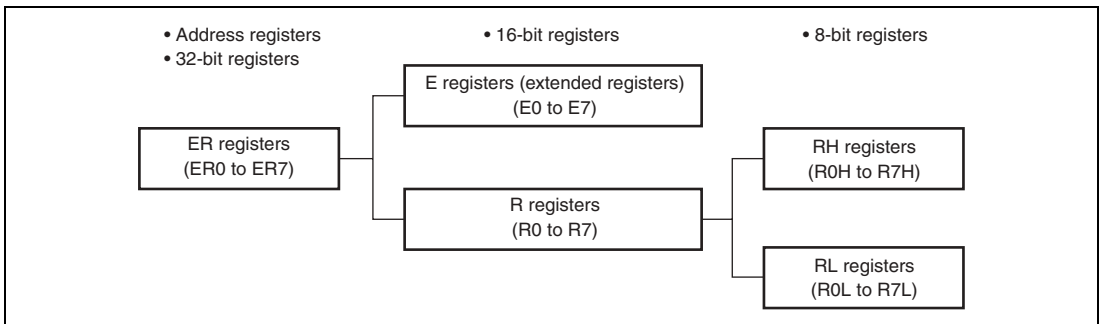 • Address registers
• 32-bit registers
• 16-bit registers
• 8-bit registers
E registers (extended registers)
(E0 to E7)
ER registers
(ER0 to ER7)
RH registers
(R0H to R7H)
R registers
(R0 to R7)
RL registers
(R0L to R7L)